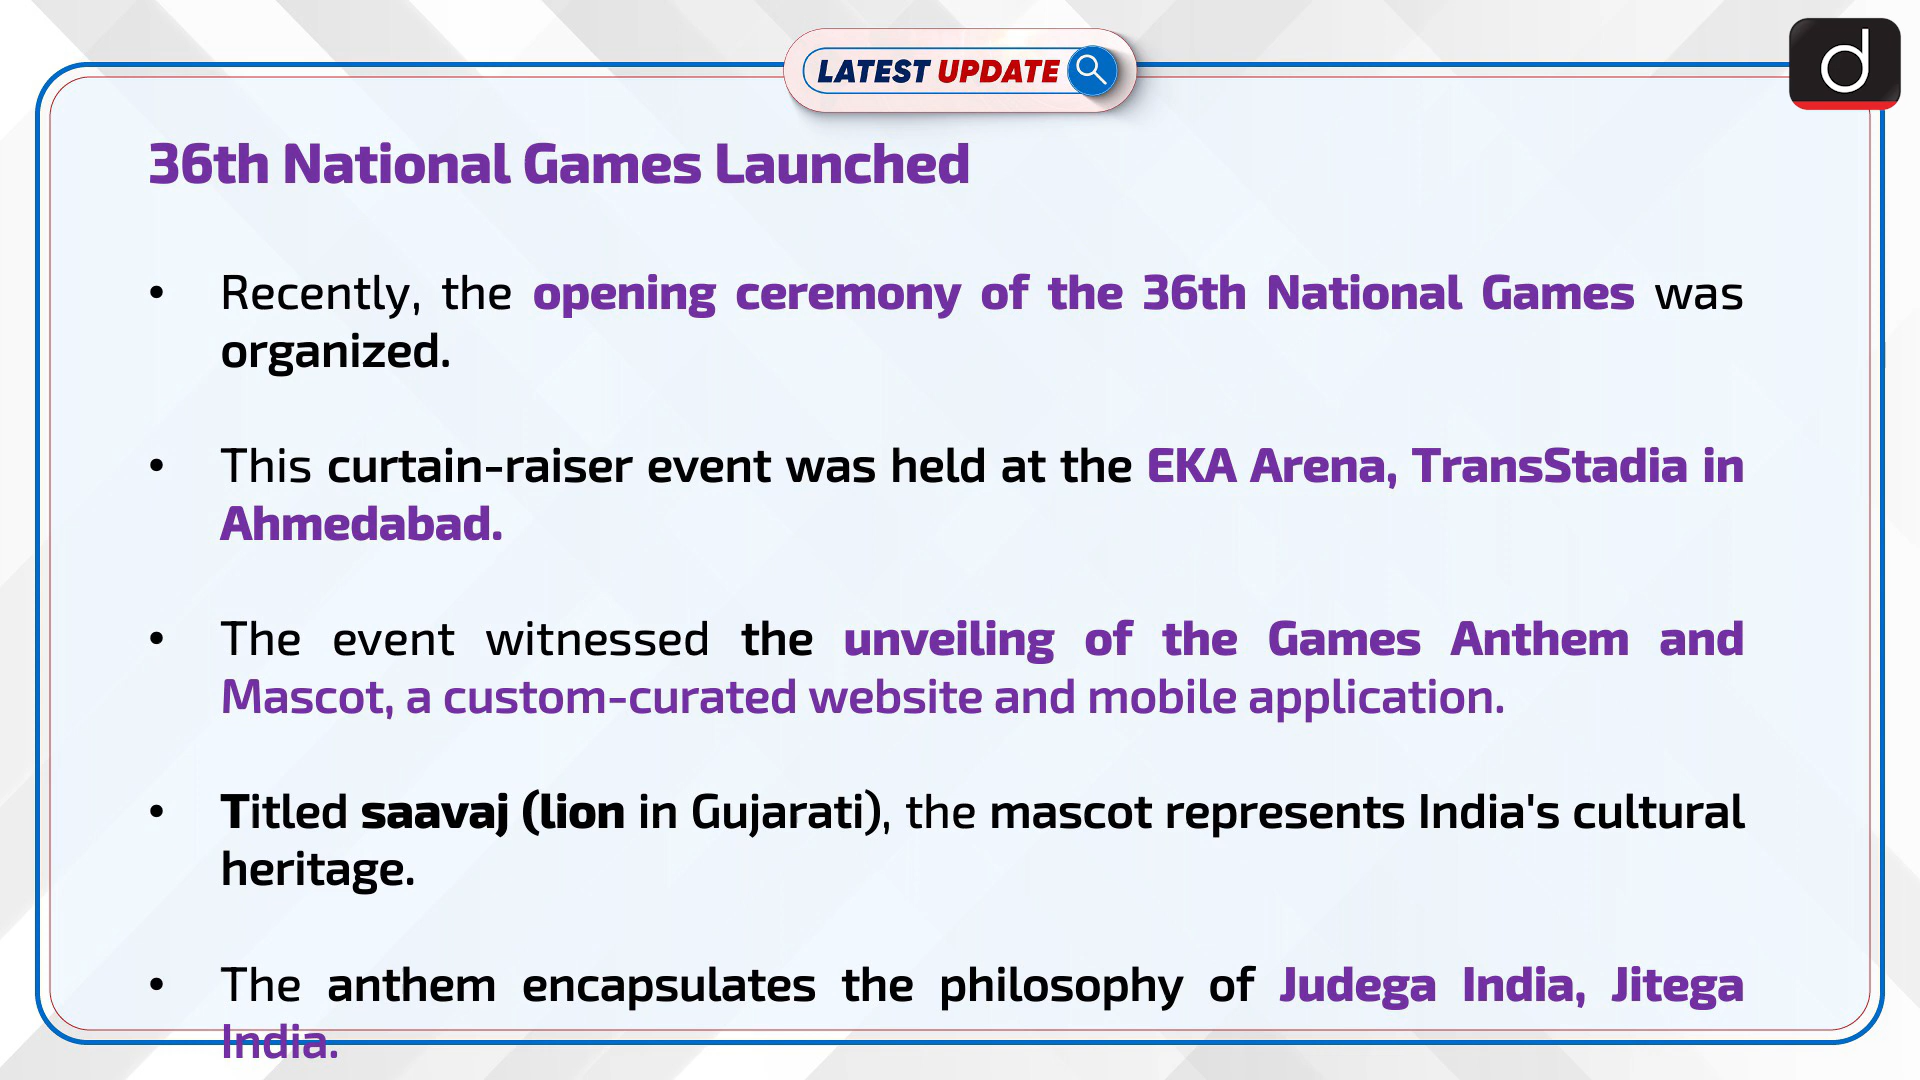 LATEST UPDATE
d
36th National Games Launched
• Recently, the opening ceremony of the 36th National Games was
organized.
• This curtain-raiser event was held at the EKA Arena, TransStadia in
Ahmedabad.
• The event witnessed the unveiling of the Games Anthem and
Mascot, a custom-curated website and mobile application.
• Titled saavaj (lion in Gujarati), the mascot represents India's cultural
heritage.
• The anthem encapsulates the philosophy of Judega India, Jitega
India.